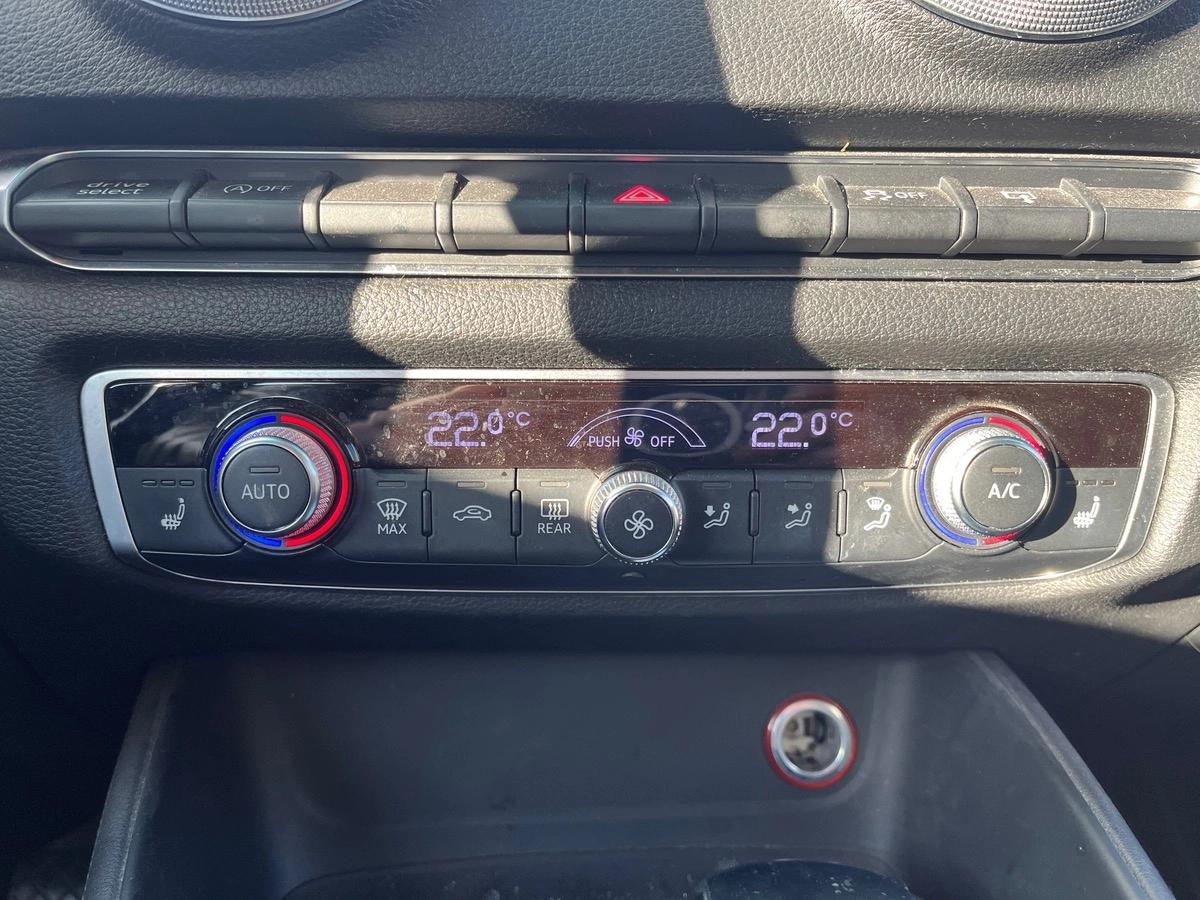 drive
select
A OFF
OFF
22.0°C
PUSH OFF
22.0°C
AUTO
MAX
REAR
A/C